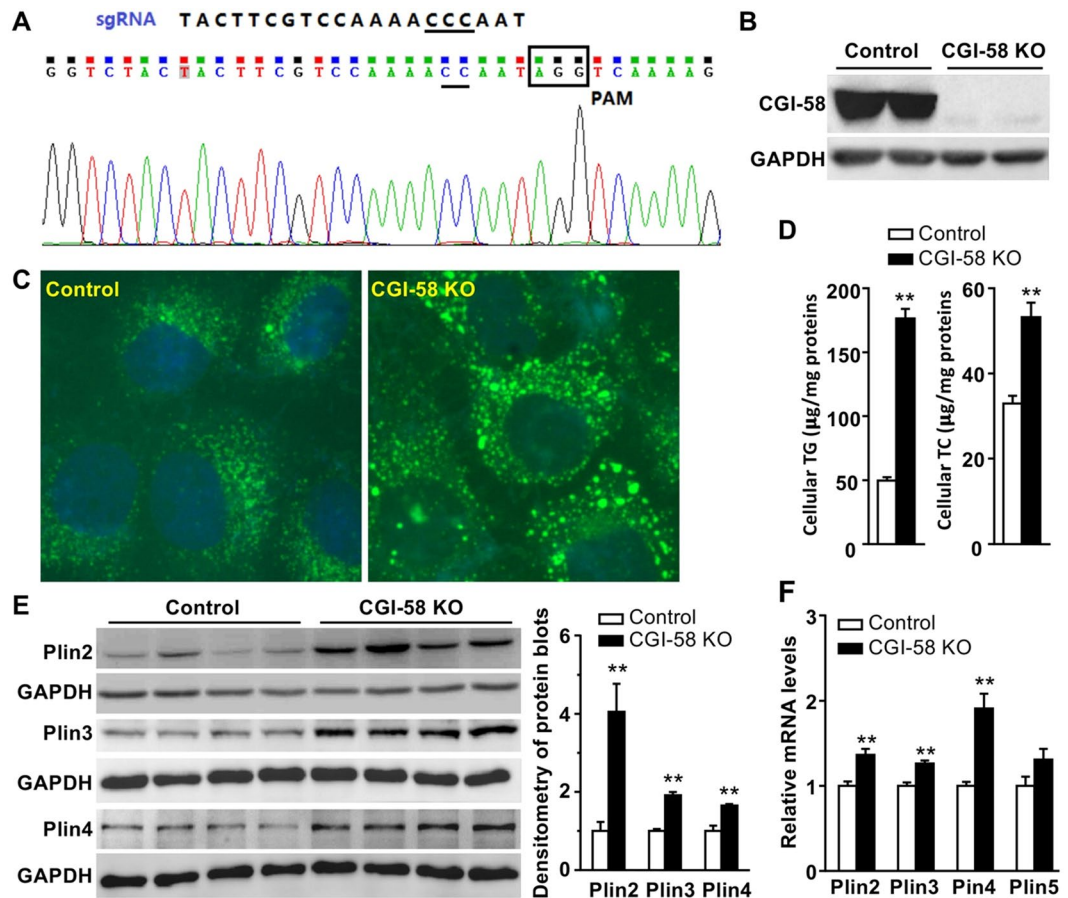 A
sgRNA TACTTCGTCCAAAACCCAAT
GGTCTACTACTTCGTCCAAAACCAATAGGTCAAAAG
PAM
B
Control CGI-58 KO
CGI-58
GAPDH
C
Control
CGI-58 KO
D
Control
CGI-58 KO
Cellular TG (µg/mg proteins)
200
150
100
50
0
**
Cellular TC (µg/mg proteins)
60
40
20
0
**
E
Control CGI-58 KO
Plin2
GAPDH
Plin3
GAPDH
Plin4
GAPDH
Densitometry of protein blots
Control
CGI-58 KO
6
4
2
0
**
**
**
Plin2 Plin3 Plin4
F
Control
CGI-58 KO
Relative mRNA levels
3
2
1
0
**
**
**
Plin2 Plin3 Pin4 Plin5